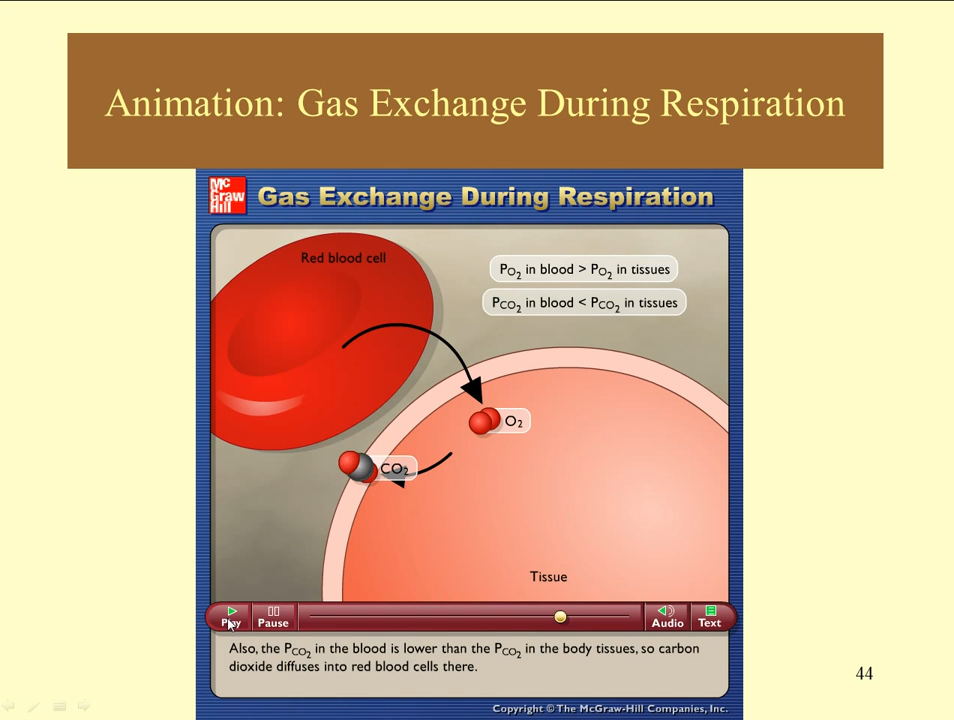 Animation: Gas Exchange During Respiration
Mc
Graw
Hill
Gas Exchange During Respiration
Red blood cell
PO2 in blood > PO2 in tissues
PCO2 in blood < PCO2 in tissues
O2
CO2
Tissue
Play
Pause
Audio
Text
Also, the PCO2 in the blood is lower than the PCO2 in the body tissues, so carbon
dioxide diffuses into red blood cells there.
44
Copyright © The McGraw-Hill Companies, Inc.